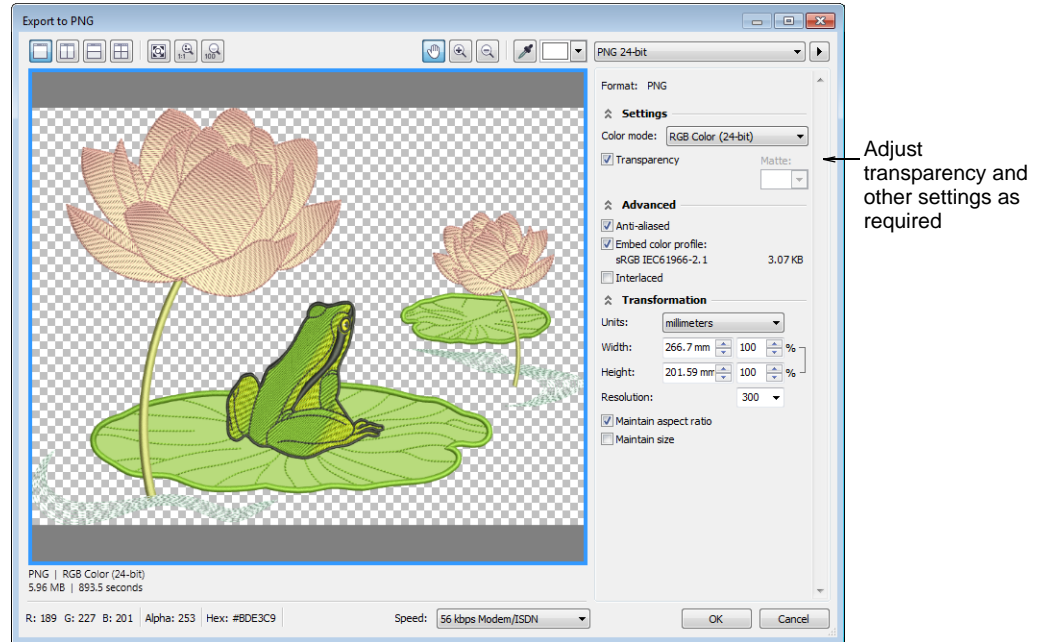 Export to PNG
1:1
100
PNG 24-bit
Format: PNG
Settings
Color mode: RGB Color (24-bit)
Transparency Matte:
Advanced
Anti-aliased
Embed color profile:
sRGB IEC61966-2.1 3.07 KB
Interlaced
Transformation
Units: millimeters
Width: 266.7 mm 100 %
Height: 201.59 mm 100 %
Resolution: 300
Maintain aspect ratio
Maintain size
Adjust
transparency and
other settings as
required
PNG | RGB Color (24-bit)
5.96 MB | 893.5 seconds
R: 189 G: 227 B: 201 Alpha: 253 Hex: #BDE3C9 Speed: 56 kbps Modem/ISDN OK Cancel